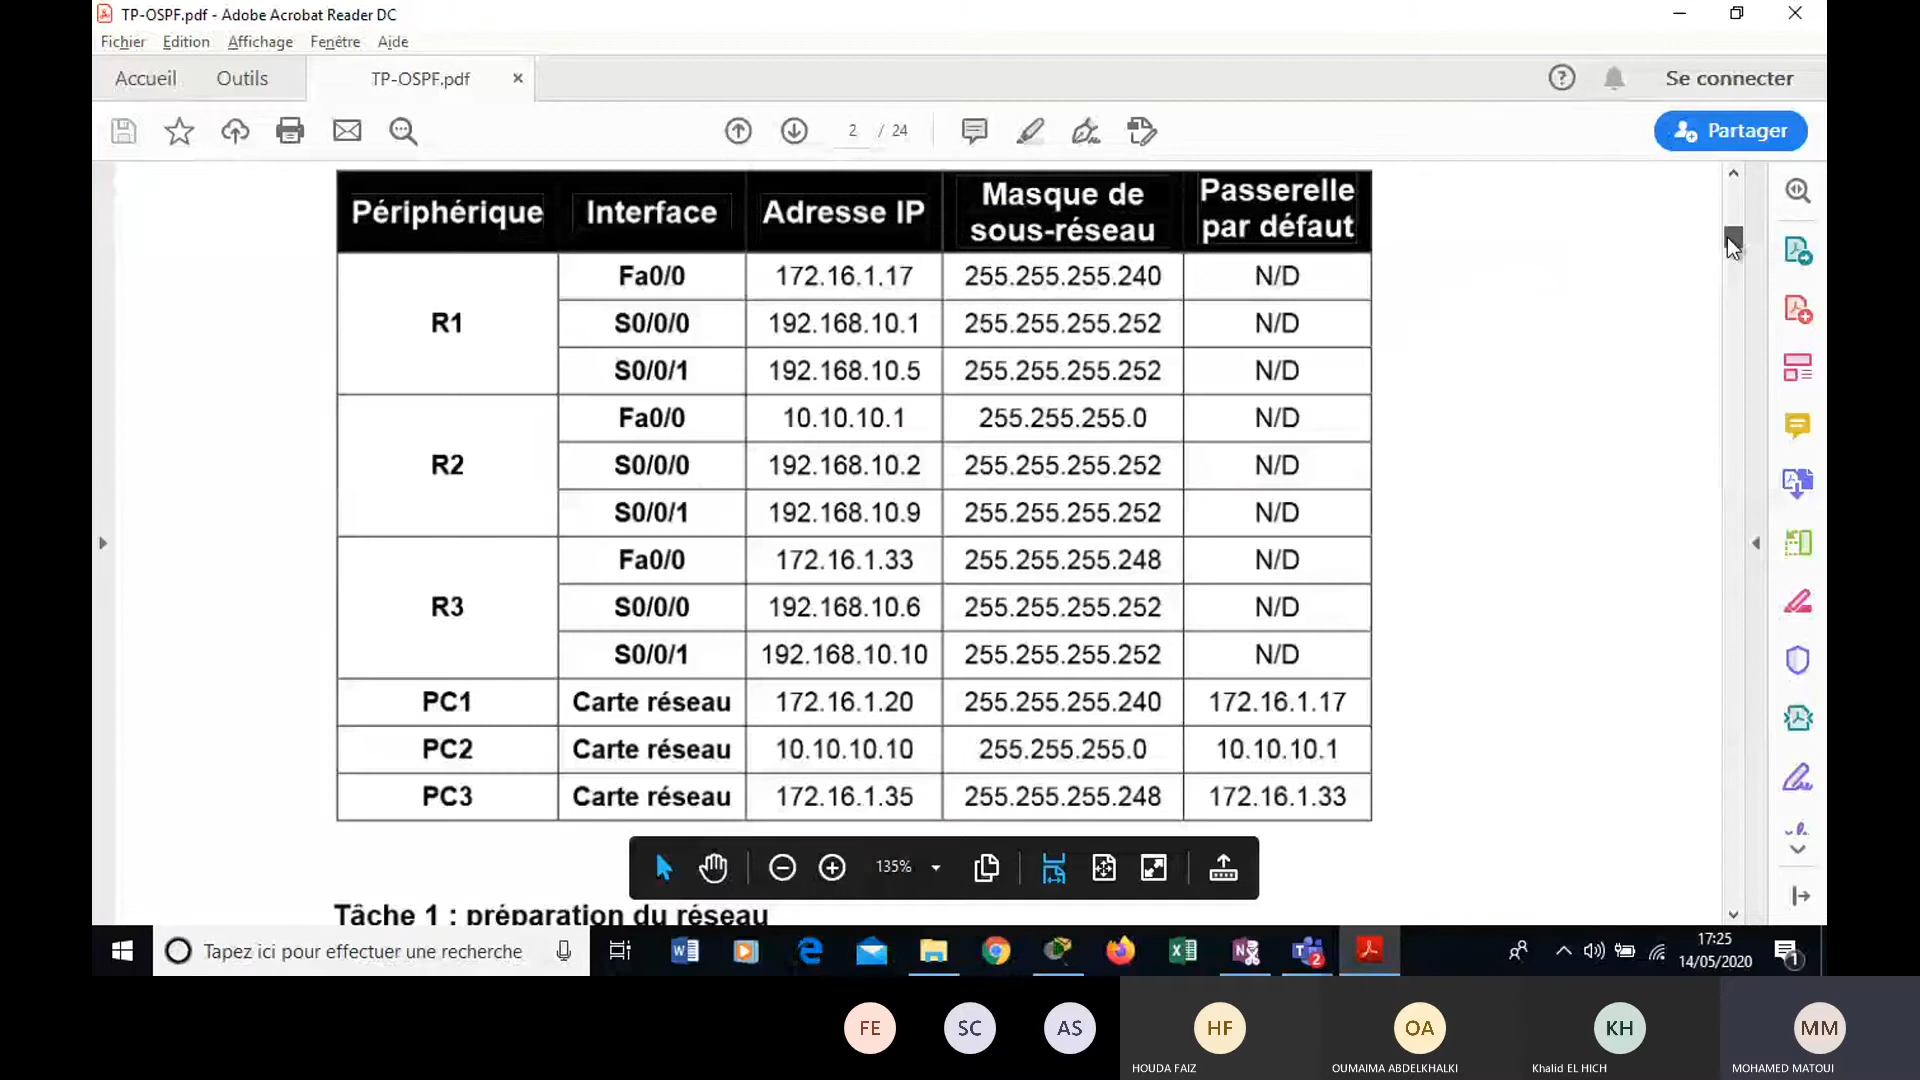 TP-OSPF.pdf - Adobe Acrobat Reader DC
Fichier Edition Affichage Fenêtre Aide
Accueil Outils TP-OSPF.pdf × Se connecter
2 / 24 Partager
Périphérique Interface Adresse IP Masque de sous-réseau Passerelle par défaut
R1 Fa0/0 172.16.1.17 255.255.255.240 N/D
S0/0/0 192.168.10.1 255.255.255.252 N/D
S0/0/1 192.168.10.5 255.255.255.252 N/D
R2 Fa0/0 10.10.10.1 255.255.255.0 N/D
S0/0/0 192.168.10.2 255.255.255.252 N/D
S0/0/1 192.168.10.9 255.255.255.252 N/D
R3 Fa0/0 172.16.1.33 255.255.255.248 N/D
S0/0/0 192.168.10.6 255.255.255.252 N/D
S0/0/1 192.168.10.10 255.255.255.252 N/D
PC1 Carte réseau 172.16.1.20 255.255.255.240 172.16.1.17
PC2 Carte réseau 10.10.10.10 255.255.255.0 10.10.10.1
PC3 Carte réseau 172.16.1.35 255.255.255.248 172.16.1.33
135%
Tâche 1 : préparation du réseau
Tapez ici pour effectuer une recherche
17:25
14/05/2020
FE SC AS HF OA KH MM
HOUDA FAIZ OUMAIMA ABDELKHALKI Khalid EL HICH MOHAMED MATOUI